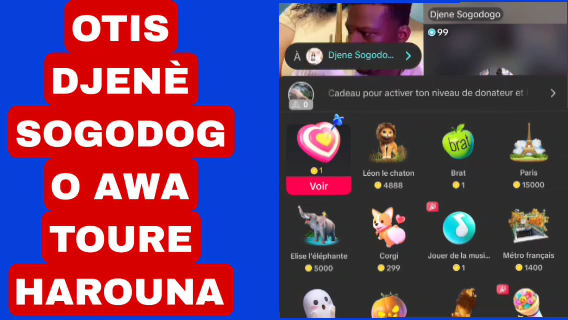 OTIS
DJENÈ
SOGODOG
O AWA
TOURE
HAROUNA
Djene Sogodogo
99
À Djene Sogodo... >
0
Cadeau pour activer ton niveau de donateur et >
1
Voir
Léon le chaton
4888
Brat
1
Paris
15000
brat
Elise l'éléphante
5000
Corgi
299
Jouer de la musi...
1
Métro français
1400